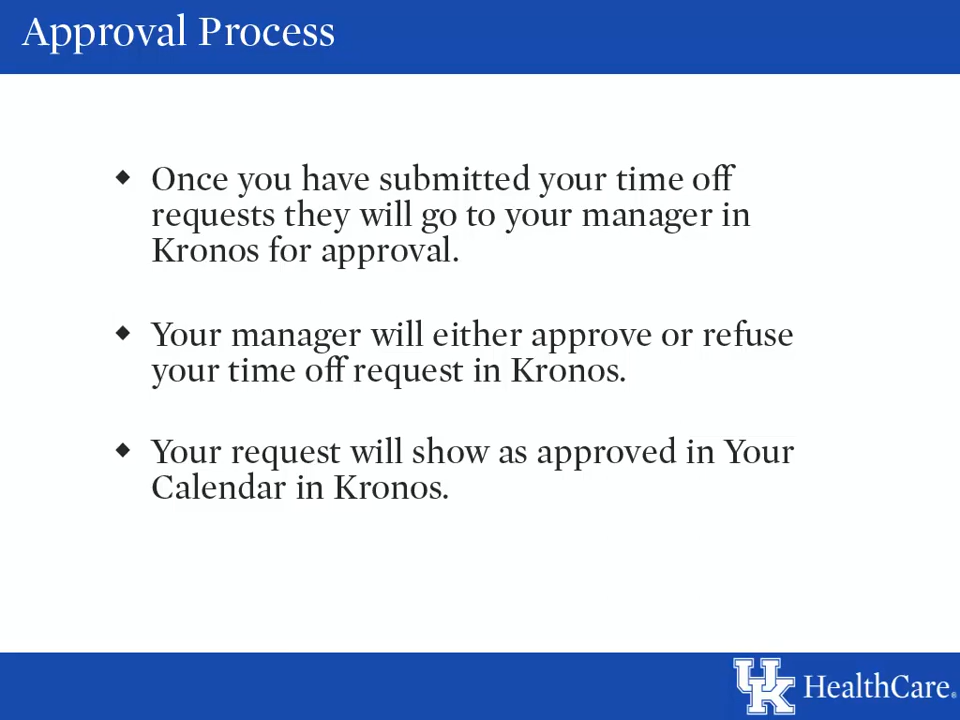 Approval Process
◆ Once you have submitted your time off
requests they will go to your manager in
Kronos for approval.
◆ Your manager will either approve or refuse
your time off request in Kronos.
◆ Your request will show as approved in Your
Calendar in Kronos.
UK HealthCare®